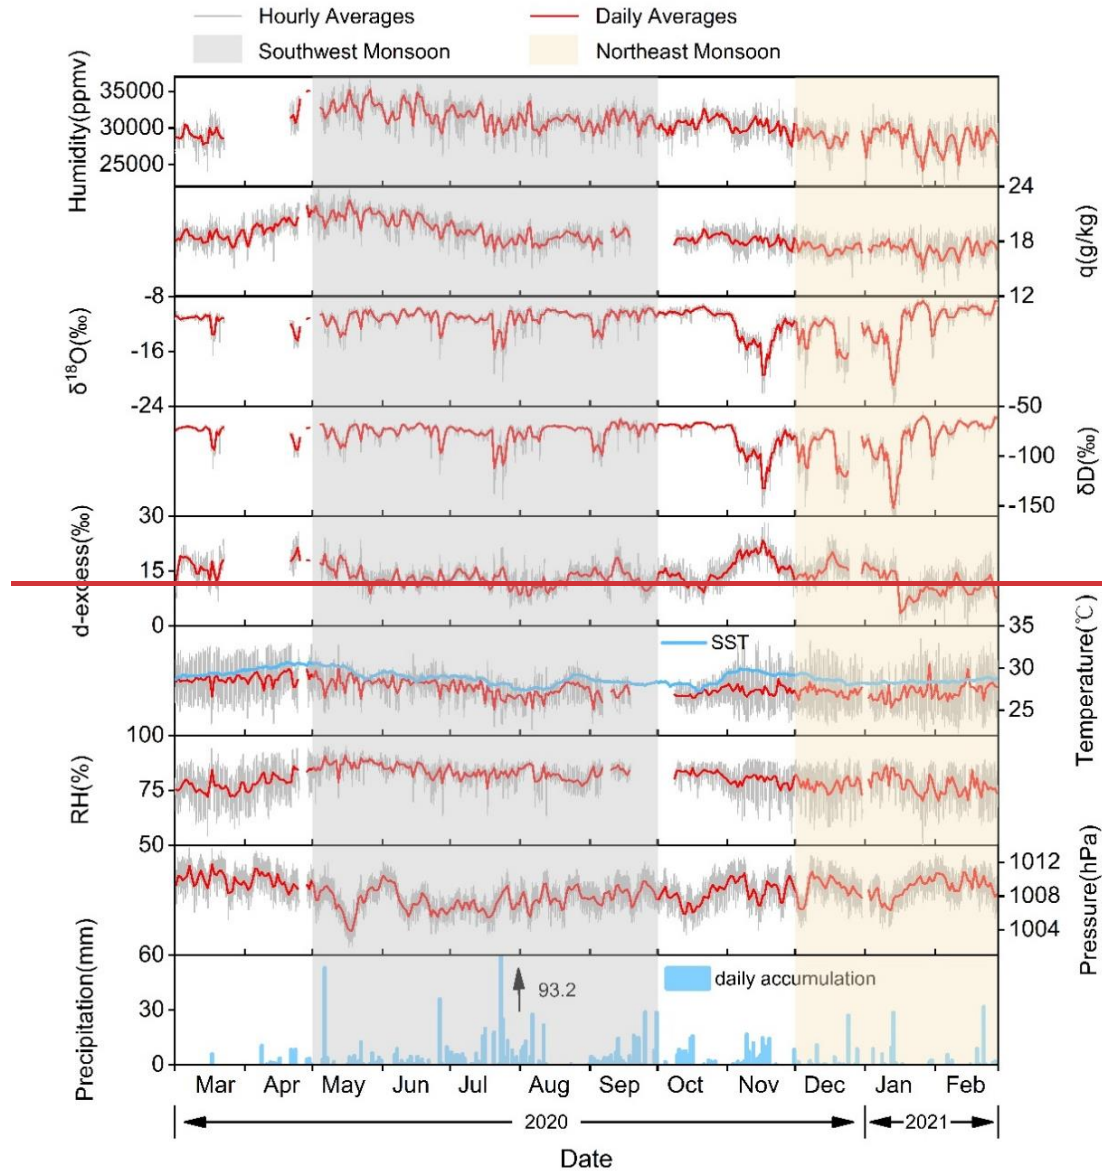 Hourly Averages
Daily Averages
Southwest Monsoon
Northeast Monsoon
Humidity(ppmv)
35000
30000
25000
q(g/kg)
24
18
12
δ¹⁸O(‰)
-8
-16
-24
δD(‰)
-50
-100
-150
d-excess(‰)
30
15
0
SST
Temperature(℃)
35
30
25
RH(%)
100
75
50
Pressure(hPa)
1012
1008
1004
Precipitation(mm)
60
30
0
93.2
daily accumulation
Mar Apr May Jun Jul Aug Sep Oct Nov Dec Jan Feb
2020 2021
Date